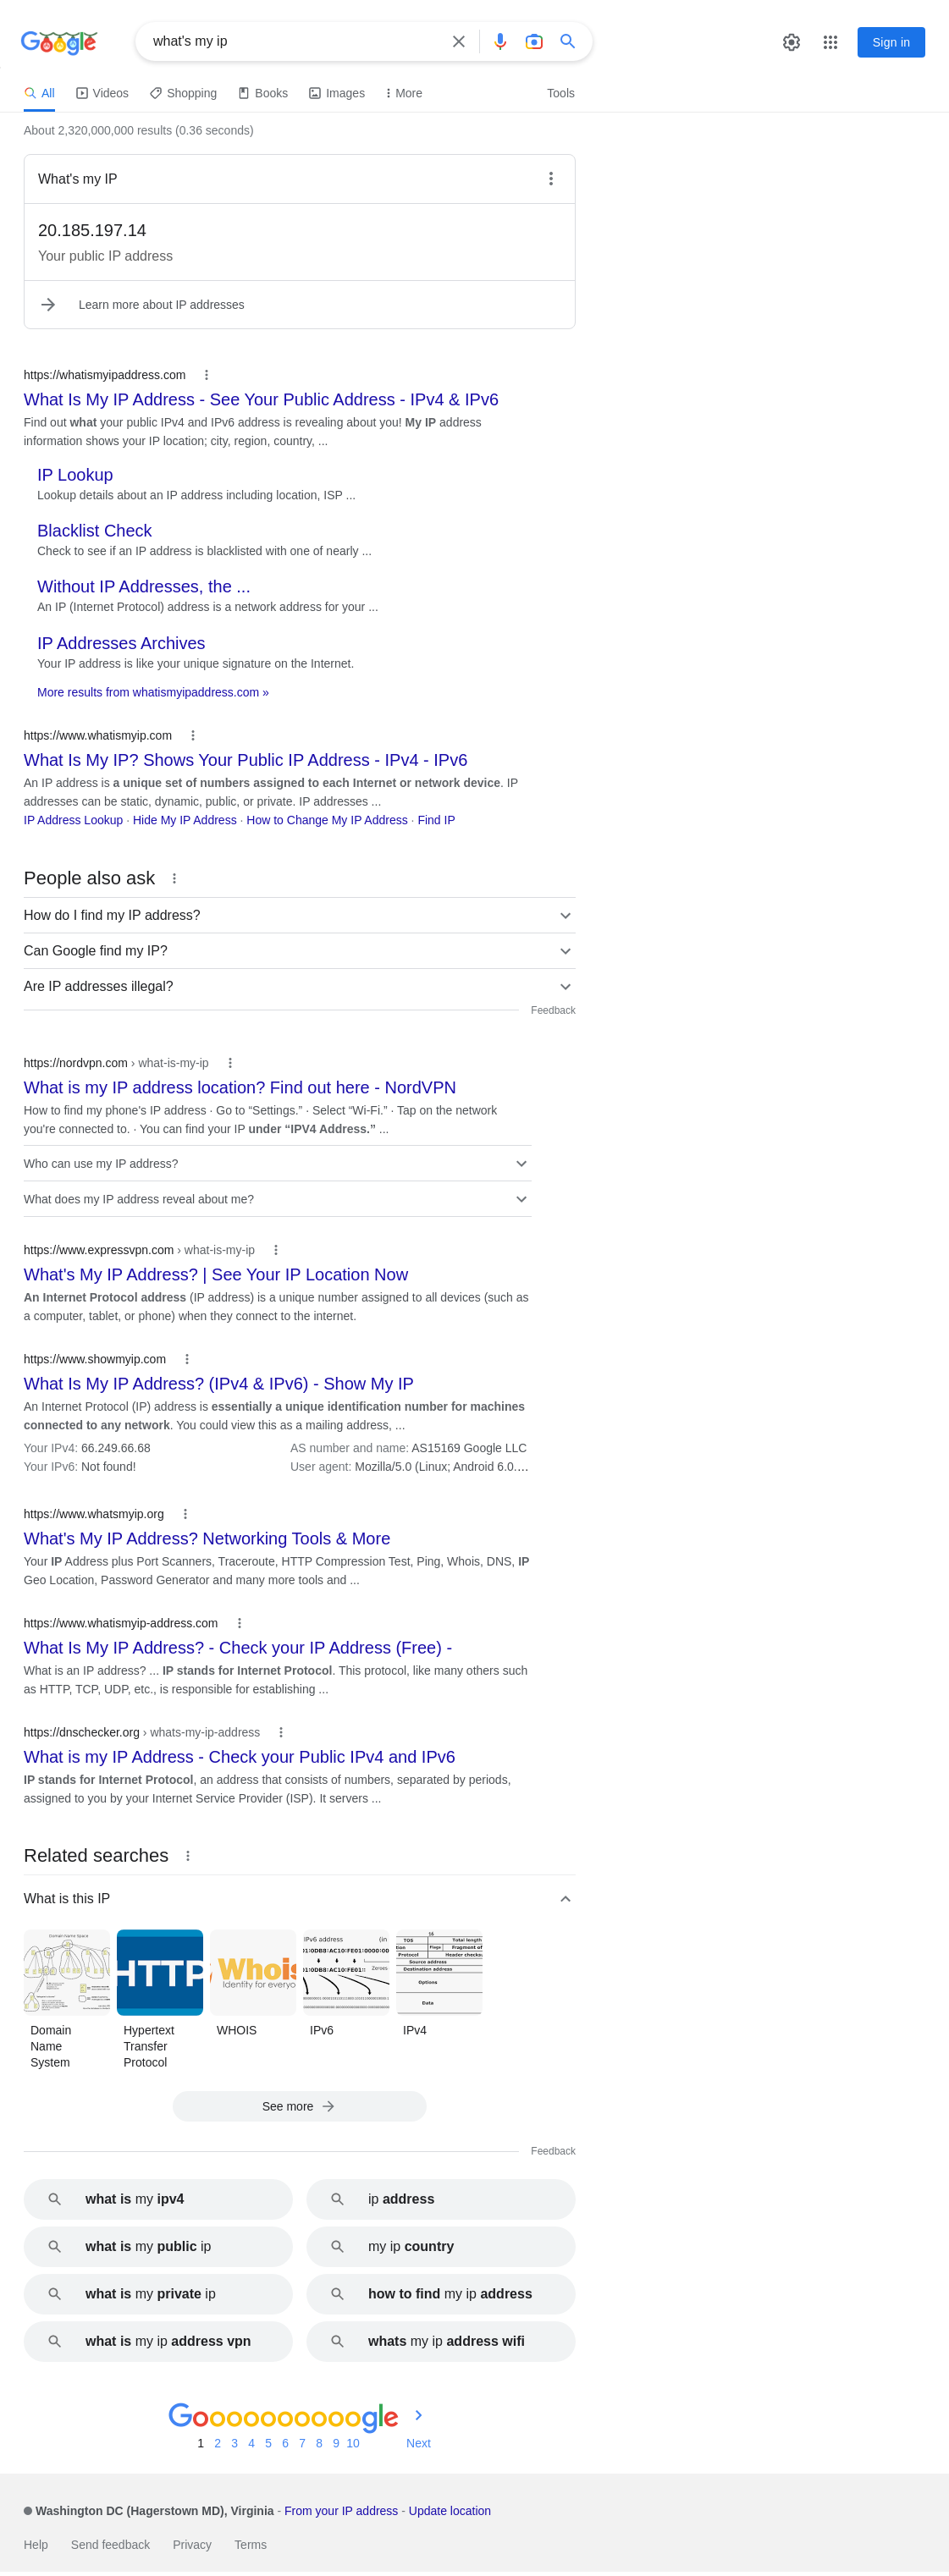 Google
what's my ip
Sign in
All Videos Shopping Books Images More Tools
About 2,320,000,000 results (0.36 seconds)
What's my IP
20.185.197.14
Your public IP address
Learn more about IP addresses
https://whatismyipaddress.com
What Is My IP Address - See Your Public Address - IPv4 & IPv6
Find out what your public IPv4 and IPv6 address is revealing about you! My IP address
information shows your IP location; city, region, country, ...
IP Lookup
Lookup details about an IP address including location, ISP ...
Blacklist Check
Check to see if an IP address is blacklisted with one of nearly ...
Without IP Addresses, the ...
An IP (Internet Protocol) address is a network address for your ...
IP Addresses Archives
Your IP address is like your unique signature on the Internet.
More results from whatismyipaddress.com »
https://www.whatismyip.com
What Is My IP? Shows Your Public IP Address - IPv4 - IPv6
An IP address is a unique set of numbers assigned to each Internet or network device. IP
addresses can be static, dynamic, public, or private. IP addresses ...
IP Address Lookup · Hide My IP Address · How to Change My IP Address · Find IP
People also ask
How do I find my IP address?
Can Google find my IP?
Are IP addresses illegal?
Feedback
https://nordvpn.com › what-is-my-ip
What is my IP address location? Find out here - NordVPN
How to find my phone's IP address · Go to “Settings.” · Select “Wi-Fi.” · Tap on the network
you're connected to. · You can find your IP under “IPV4 Address.” ...
Who can use my IP address?
What does my IP address reveal about me?
https://www.expressvpn.com › what-is-my-ip
What's My IP Address? | See Your IP Location Now
An Internet Protocol address (IP address) is a unique number assigned to all devices (such as
a computer, tablet, or phone) when they connect to the internet.
https://www.showmyip.com
What Is My IP Address? (IPv4 & IPv6) - Show My IP
An Internet Protocol (IP) address is essentially a unique identification number for machines
connected to any network. You could view this as a mailing address, ...
Your IPv4: 66.249.66.68 AS number and name: AS15169 Google LLC
Your IPv6: Not found! User agent: Mozilla/5.0 (Linux; Android 6.0....
https://www.whatsmyip.org
What's My IP Address? Networking Tools & More
Your IP Address plus Port Scanners, Traceroute, HTTP Compression Test, Ping, Whois, DNS, IP
Geo Location, Password Generator and many more tools and ...
https://www.whatismyip-address.com
What Is My IP Address? - Check your IP Address (Free) -
What is an IP address? ... IP stands for Internet Protocol. This protocol, like many others such
as HTTP, TCP, UDP, etc., is responsible for establishing ...
https://dnschecker.org › whats-my-ip-address
What is my IP Address - Check your Public IPv4 and IPv6
IP stands for Internet Protocol, an address that consists of numbers, separated by periods,
assigned to you by your Internet Service Provider (ISP). It servers ...
Related searches
What is this IP
Domain Name Space
HTTP
Whois
Identity for everyo
IPv6 address (in
Zeroes
TOS Total length
Flags Fragment of
Protocol Header checks
Source address
Destination address
Options
Data
Domain
Name
System
Hypertext
Transfer
Protocol
WHOIS
IPv6
IPv4
See more
Feedback
what is my ipv4 ip address
what is my public ip my ip country
what is my private ip how to find my ip address
what is my ip address vpn whats my ip address wifi
Goooooooooogle
1 2 3 4 5 6 7 8 9 10 Next
Washington DC (Hagerstown MD), Virginia - From your IP address - Update location
Help Send feedback Privacy Terms